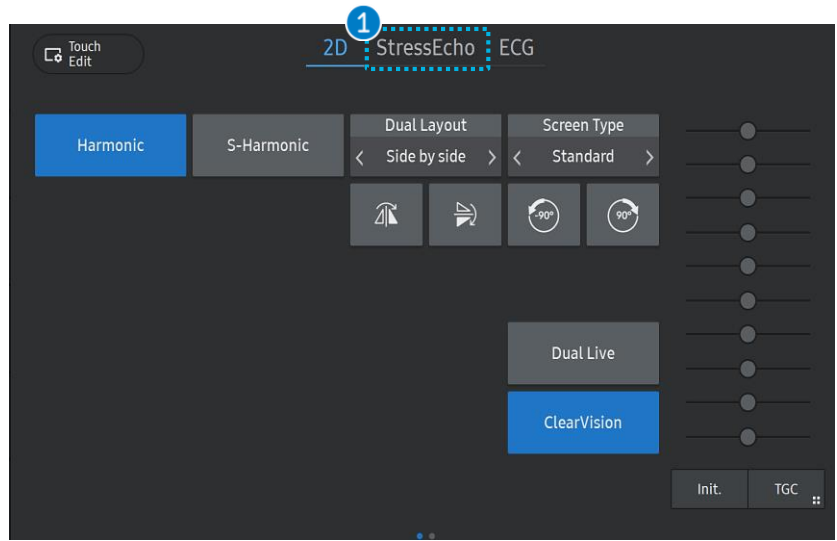 1
Touch
Edit
2D StressEcho ECG
Harmonic
S-Harmonic
Dual Layout
< Side by side >
Screen Type
< Standard >
-90°
90°
Dual Live
ClearVision
Init.
TGC